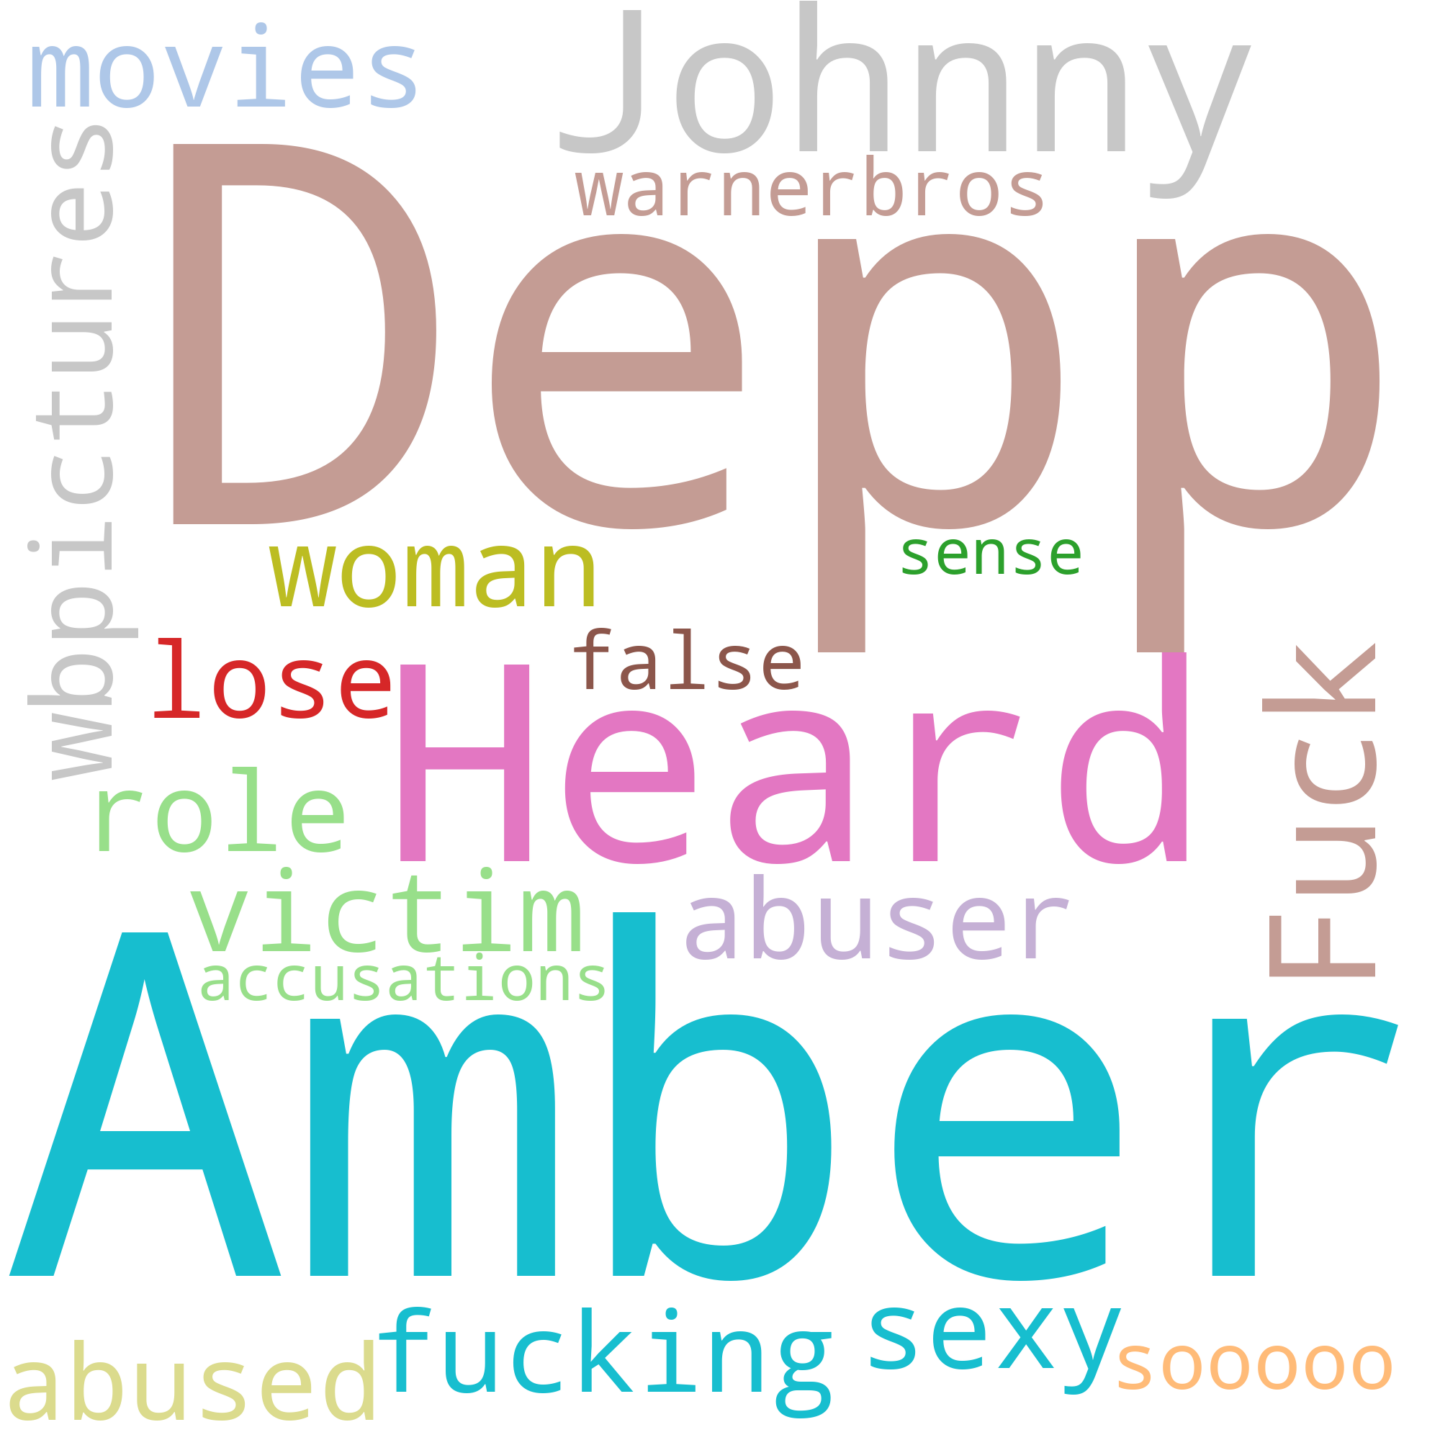 movies
Johnny
warnerbros
wbpictures
Depp
woman
sense
lose
false
Heard
Fuck
role
victim
abuser
accusations
Amber
abused
fucking
sexy
sooooo